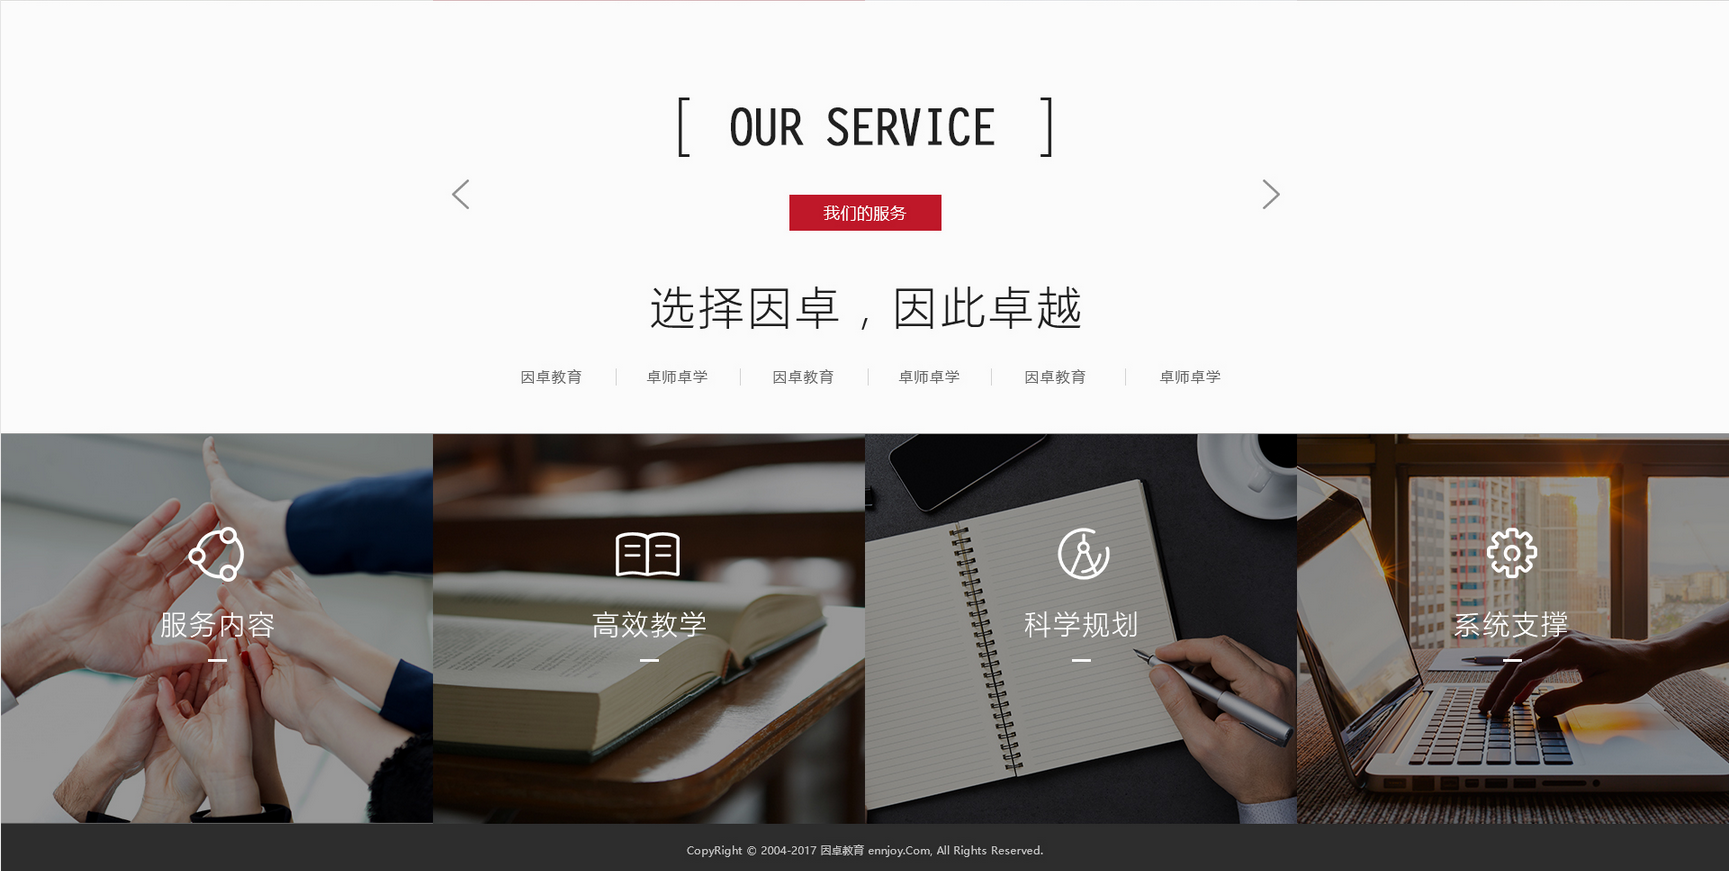 [ OUR SERVICE ]
我们的服务
选择因卓，因此卓越
因卓教育 卓师卓学 因卓教育 卓师卓学 因卓教育 卓师卓学
服务内容 高效教学 科学规划 系统支撑
CopyRight © 2004-2017 因卓教育 ennjoy.Com, All Rights Reserved.